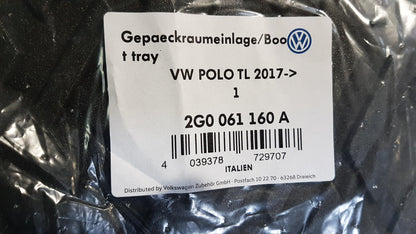 Gepaeckraumeinlage/Boo
t tray
VW POLO TL 2017->
1
2G0 061 160 A
4 039378 729707
ITALIEN
Distributed by Volkswagen Zubehör GmbH · Postfach 10 22 70 · 63268 Dreieich